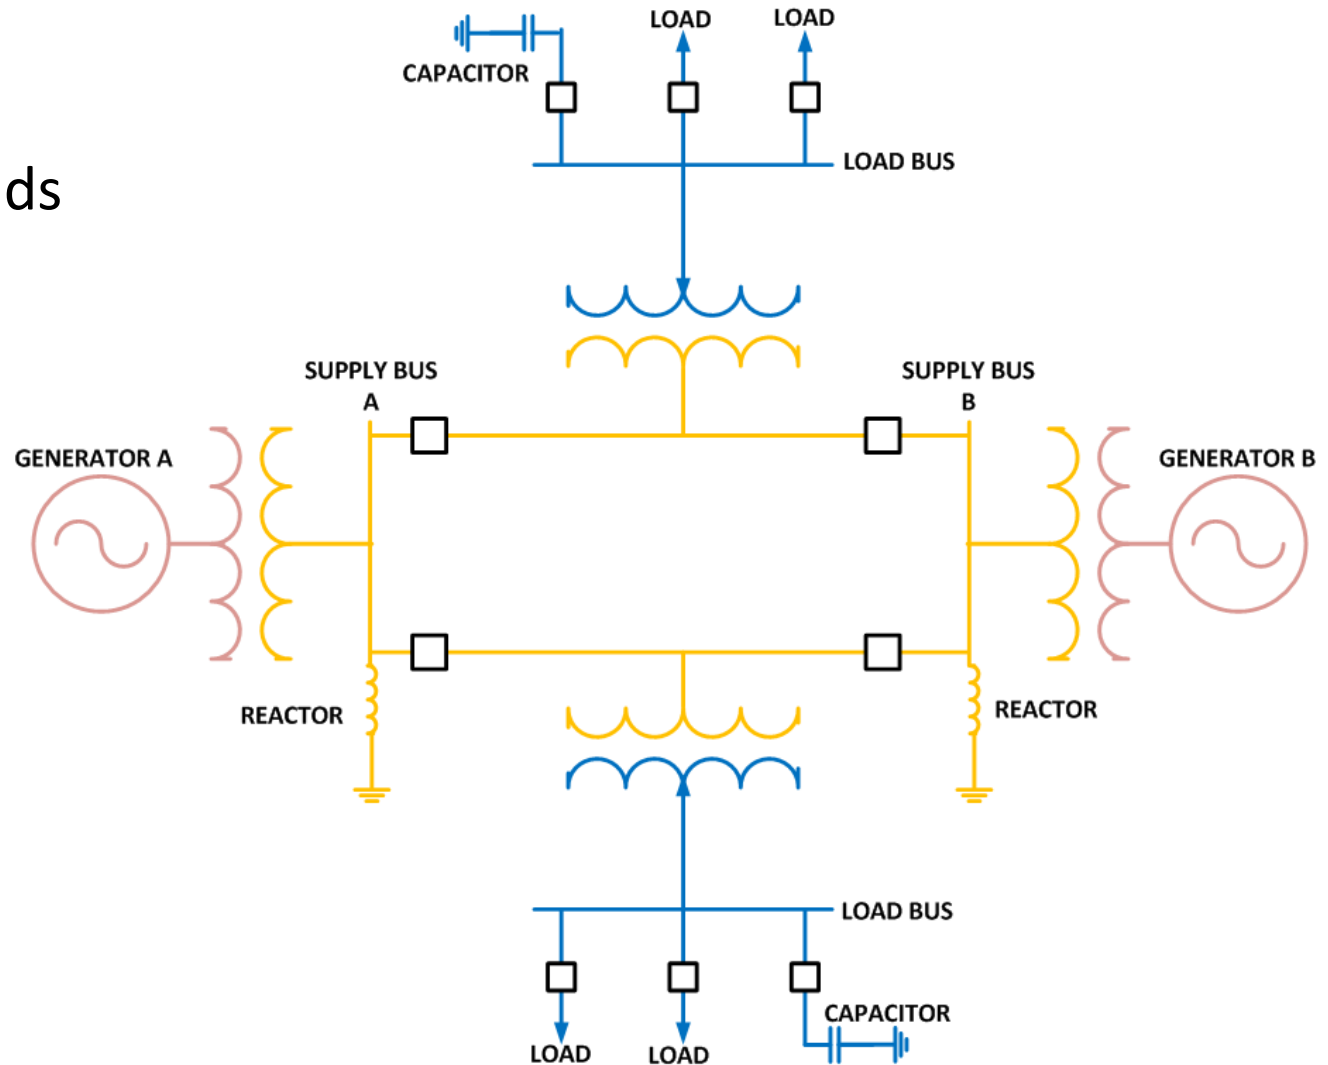 LOAD
LOAD
CAPACITOR
LOAD BUS
ds
SUPPLY BUS
A
SUPPLY BUS
B
GENERATOR A
GENERATOR B
REACTOR
REACTOR
LOAD BUS
CAPACITOR
LOAD
LOAD